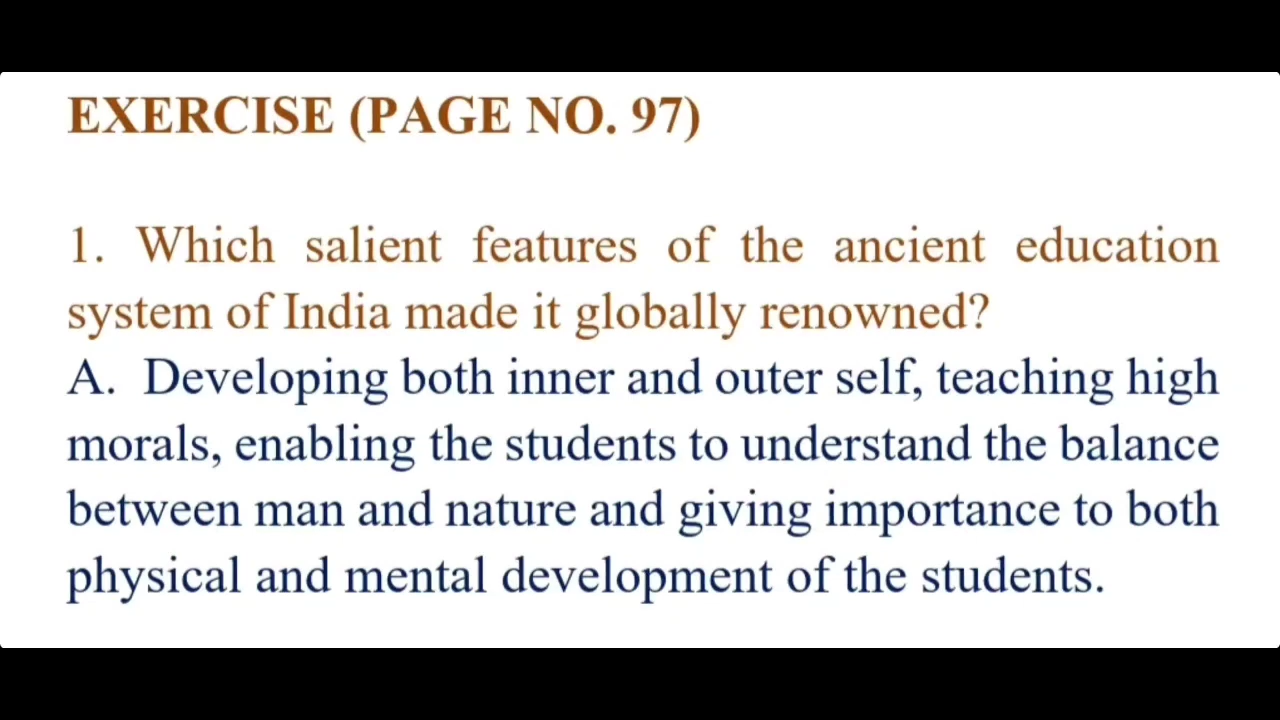 EXERCISE (PAGE NO. 97)
1. Which salient features of the ancient education
system of India made it globally renowned?
A. Developing both inner and outer self, teaching high
morals, enabling the students to understand the balance
between man and nature and giving importance to both
physical and mental development of the students.